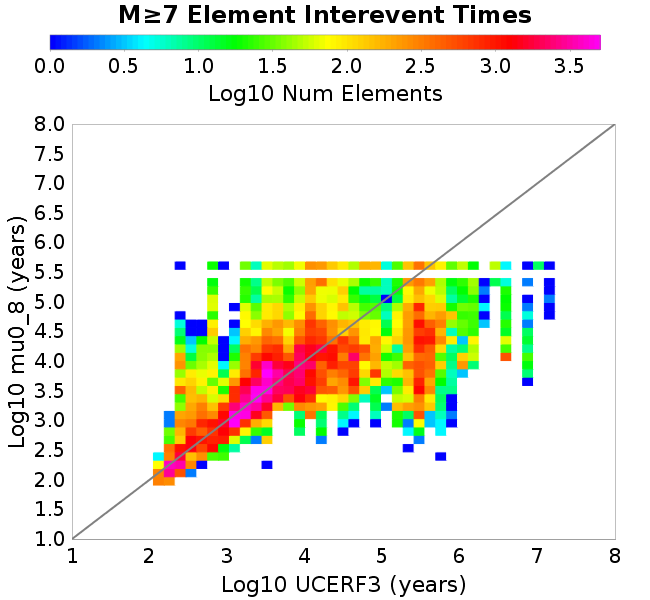 M≥7 Element Interevent Times
0.0 0.5 1.0 1.5 2.0 2.5 3.0 3.5
Log10 Num Elements
8.0
7.5
7.0
6.5
6.0
5.5
5.0
4.5
4.0
3.5
3.0
2.5
2.0
1.5
1.0
Log10 mu0_8 (years)
1 2 3 4 5 6 7 8
Log10 UCERF3 (years)